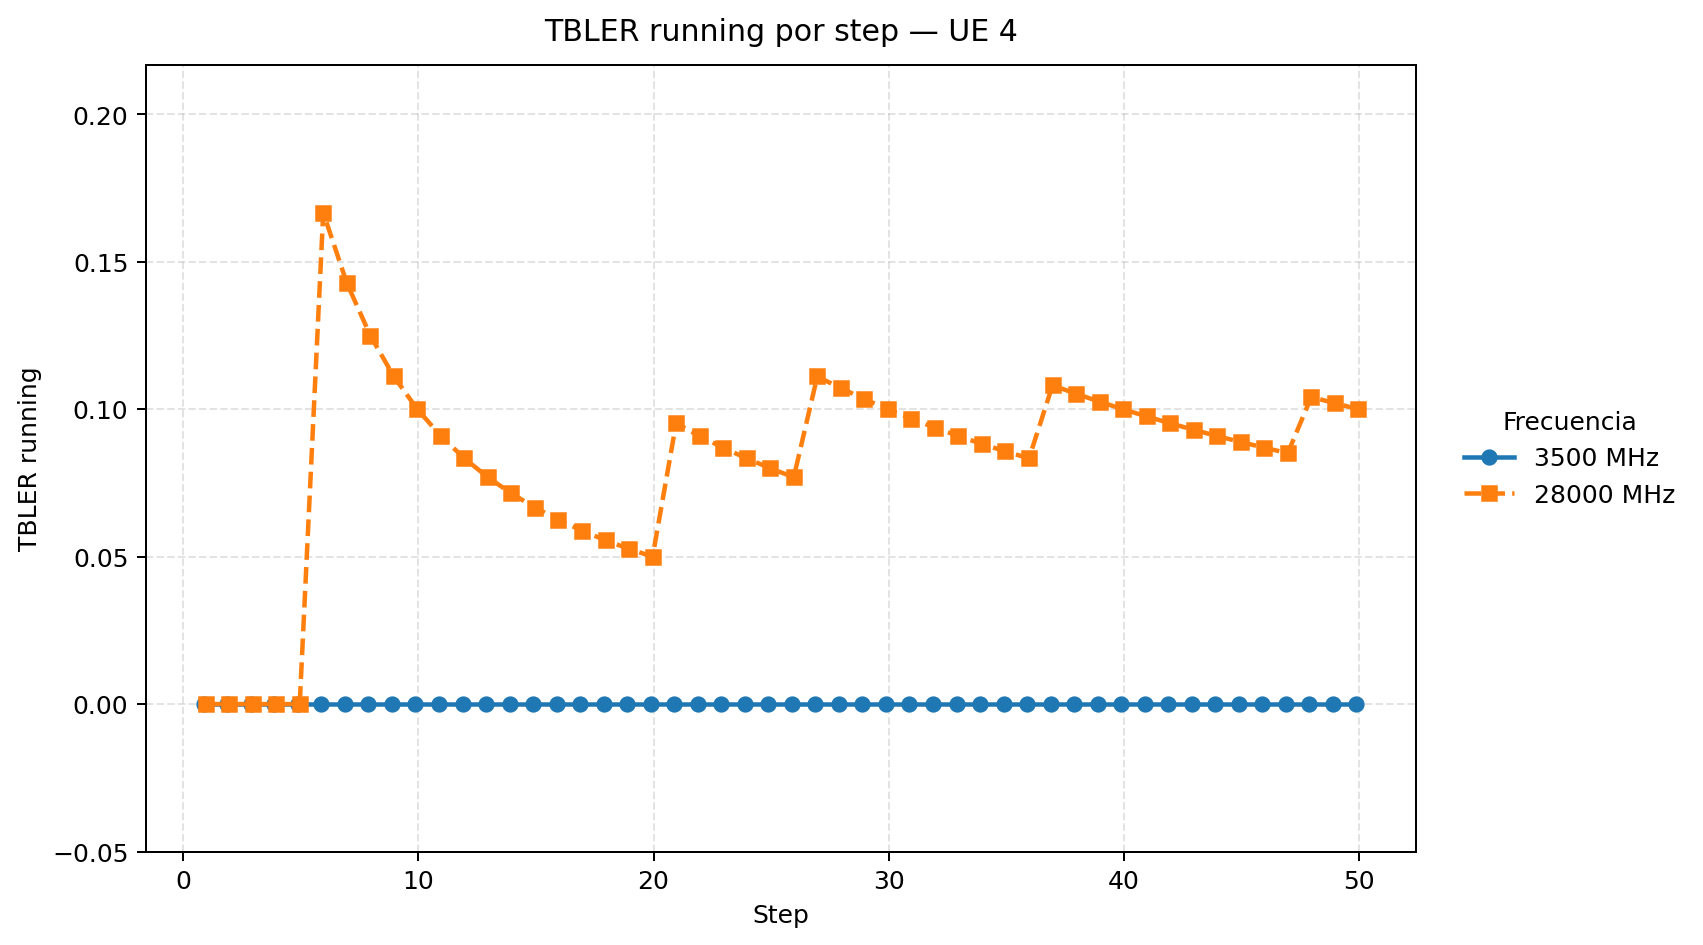 TBLER running por step — UE 4
TBLER running
0.20
0.15
0.10
0.05
0.00
−0.05
0
10
20
30
40
50
Step
Frecuencia
3500 MHz
28000 MHz